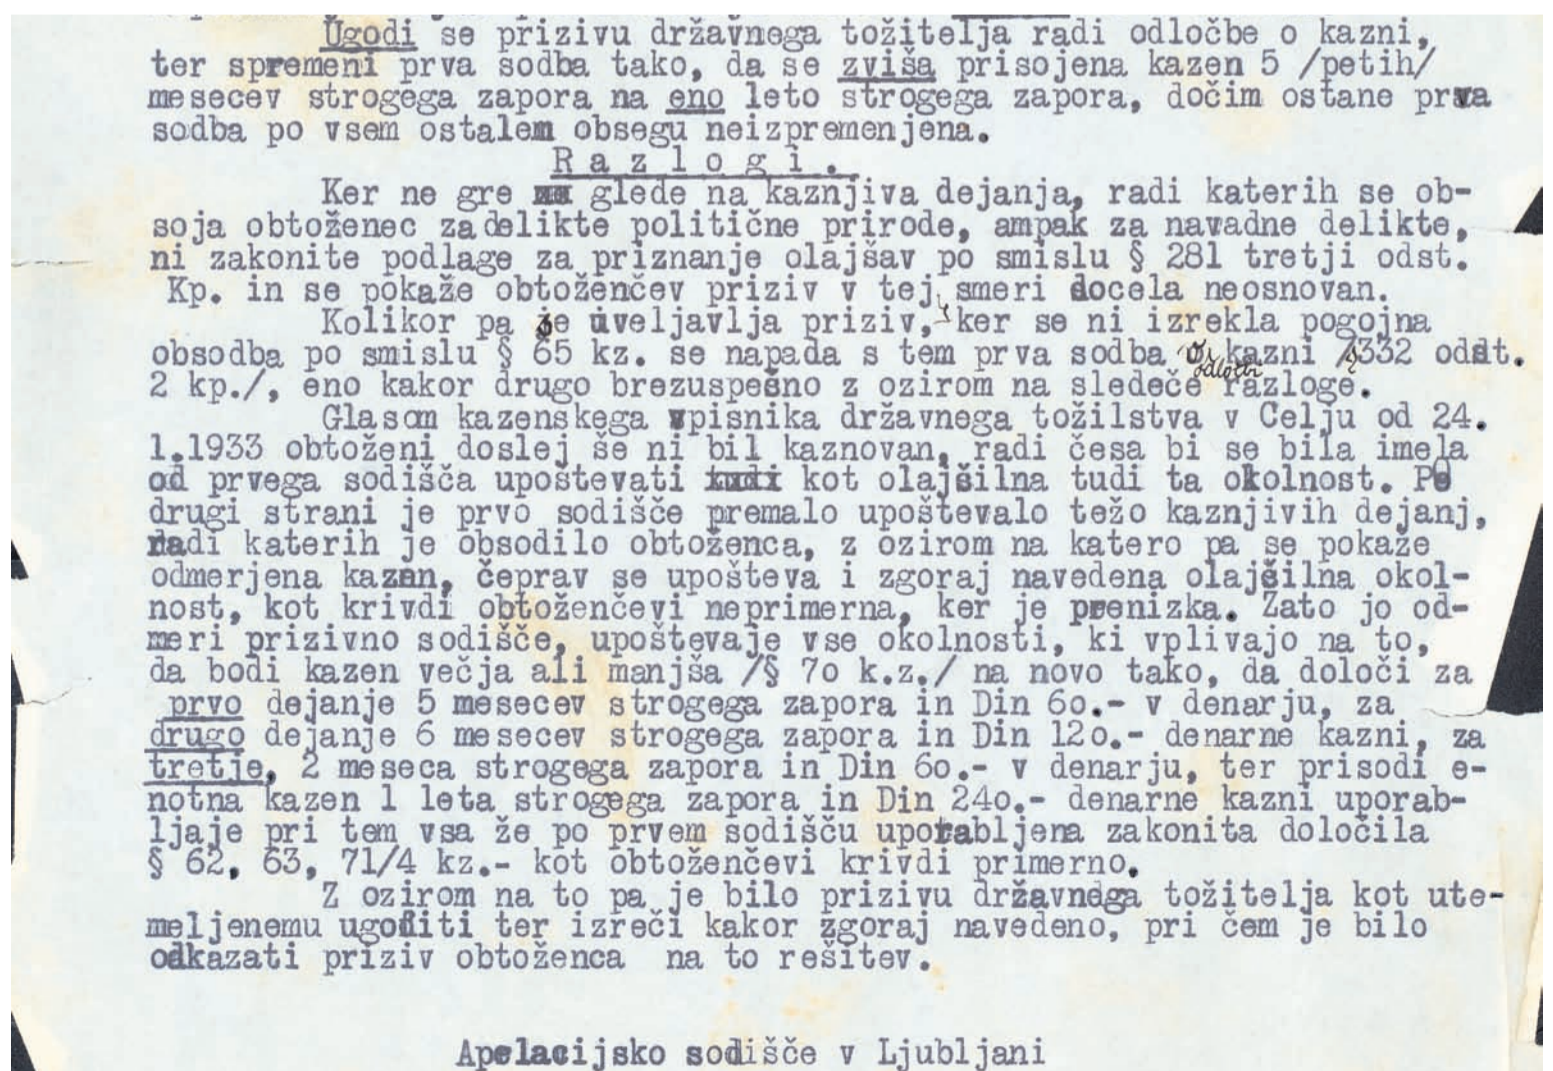 Ugodi se prizivu državnega tožitelja radi odločbe o kazni,
ter spremeni prva sodba tako, da se zviša prisojena kazen 5 /petih/
mesecev strogega zapora na eno leto strogega zapora, dočim ostane prva
sodba po vsem ostalem obsegu neizpremenjena.
R a z l o g i .
Ker ne gre glede na kaznjiva dejanja, radi katerih se ob-
soja obtoženec za delikte politične prirode, ampak za navadne delikte,
ni zakonite podlage za priznanje olajšav po smislu § 281 tretji odst.
Kp. in se pokaže obtoženčev priziv v tej smeri docela neosnovan.
Kolikor pa še uveljavlja priziv, ker se ni izrekla pogojna
obsodba po smislu § 65 kz. se napada s tem prva sodba o kazni /§332 odst.
odločbi
2 kp./, eno kakor drugo brezuspešno z ozirom na sledeče razloge.
Glasom kazenskega vpisnika državnega tožilstva v Celju od 24.
1.1933 obtoženi doslej še ni bil kaznovan, radi česa bi se bila imela
od prvega sodišča upoštevati kot olajšilna tudi ta okolnost. Po
drugi strani je prvo sodišče premalo upoštevalo težo kaznjivih dejanj,
radi katerih je obsodilo obtoženca, z ozirom na katero pa se pokaže
odmerjena kazen, čeprav se upošteva i zgoraj navedena olajšilna okol-
nost, kot krivdi obtoženčevi neprimerna, ker je prenizka. Zato jo od-
meri prizivno sodišče, upoštevaje vse okolnosti, ki vplivajo na to,
da bodi kazen večja ali manjša /§ 7o k.z./ na novo tako, da določi za
prvo dejanje 5 mesecev strogega zapora in Din 6o.- v denarju, za
drugo dejanje 6 mesecev strogega zapora in Din 12o.- denarne kazni, za
tretje, 2 meseca strogega zapora in Din 6o.- v denarju, ter prisodi e-
notna kazen 1 leta strogega zapora in Din 24o.- denarne kazni uporab-
ljaje pri tem vsa že po prvem sodišču uporabljena zakonita določila
§ 62, 63, 71/4 kz.- kot obtoženčevi krivdi primerno.
Z ozirom na to pa je bilo prizivu državnega tožitelja kot ute-
meljenemu ugoditi ter izreči kakor zgoraj navedeno, pri čem je bilo
odkazati priziv obtoženca na to rešitev.
Apelacijsko sodišče v Ljubljani